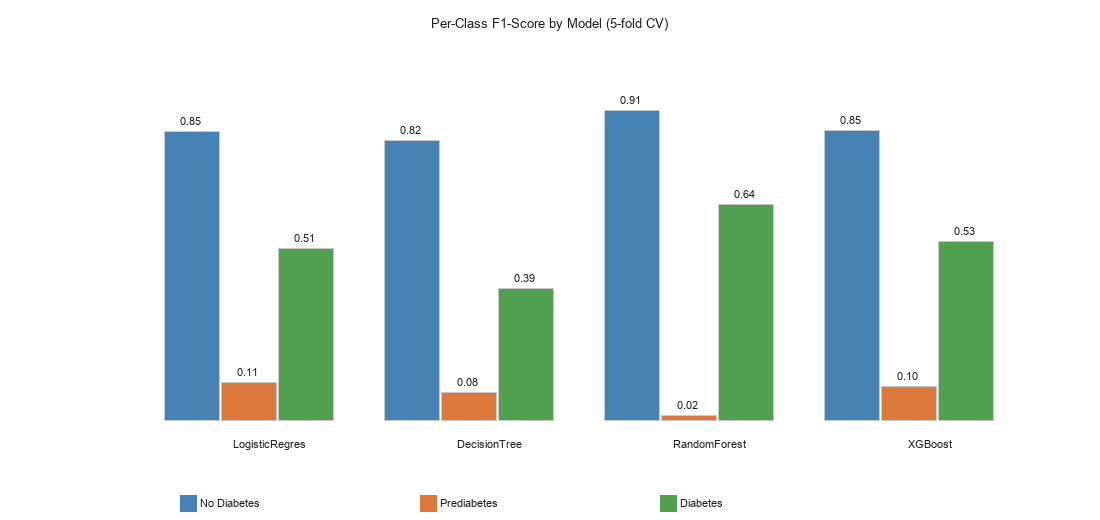 Per-Class F1-Score by Model (5-fold CV)
0.85
0.11
0.51
0.82
0.08
0.39
0.91
0.02
0.64
0.85
0.10
0.53
LogisticRegres
DecisionTree
RandomForest
XGBoost
No Diabetes
Prediabetes
Diabetes